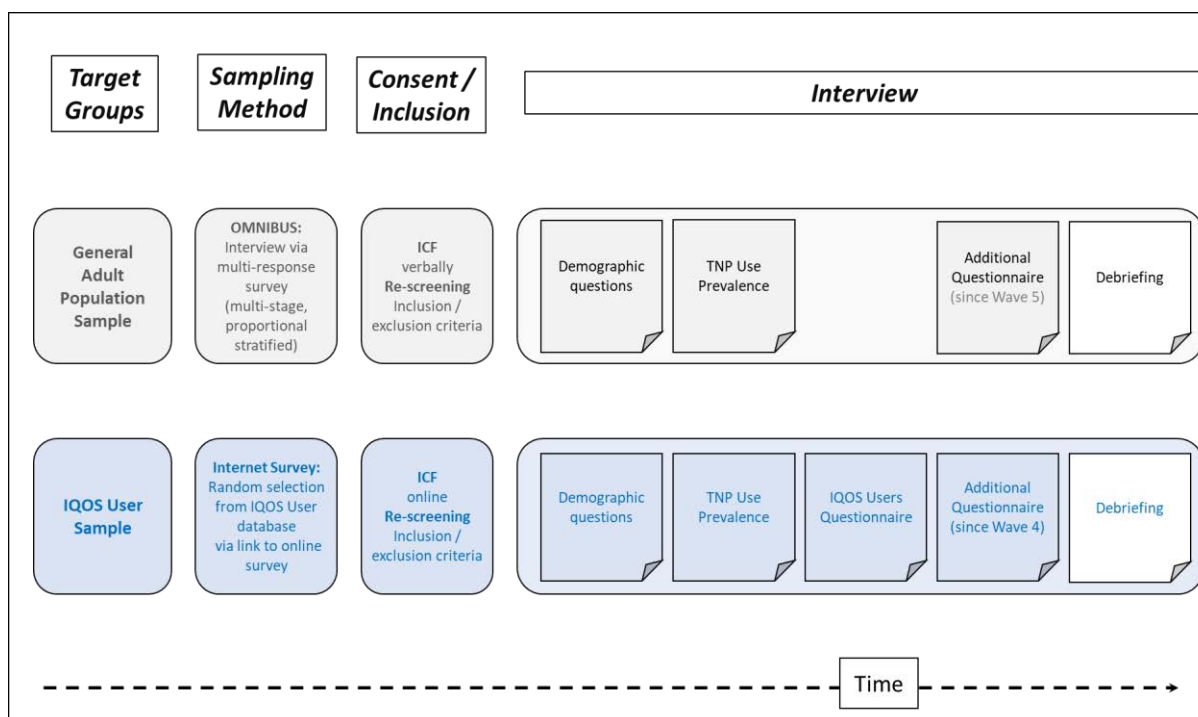 Target
Groups
Sampling
Method
Consent /
Inclusion
Interview
General
Adult
Population
Sample
OMNIBUS:
Interview via
multi-response
survey
(multi-stage,
proportional
stratified)
ICF
verbally
Re-screening
Inclusion /
exclusion criteria
Demographic
questions
TNP Use
Prevalence
Additional
Questionnaire
(since Wave 5)
Debriefing
IQOS User
Sample
Internet Survey:
Random selection
from IQOS User
database
via link to online
survey
ICF
online
Re-screening
Inclusion /
exclusion criteria
Demographic
questions
TNP Use
Prevalence
IQOS Users
Questionnaire
Additional
Questionnaire
(since Wave 4)
Debriefing
Time